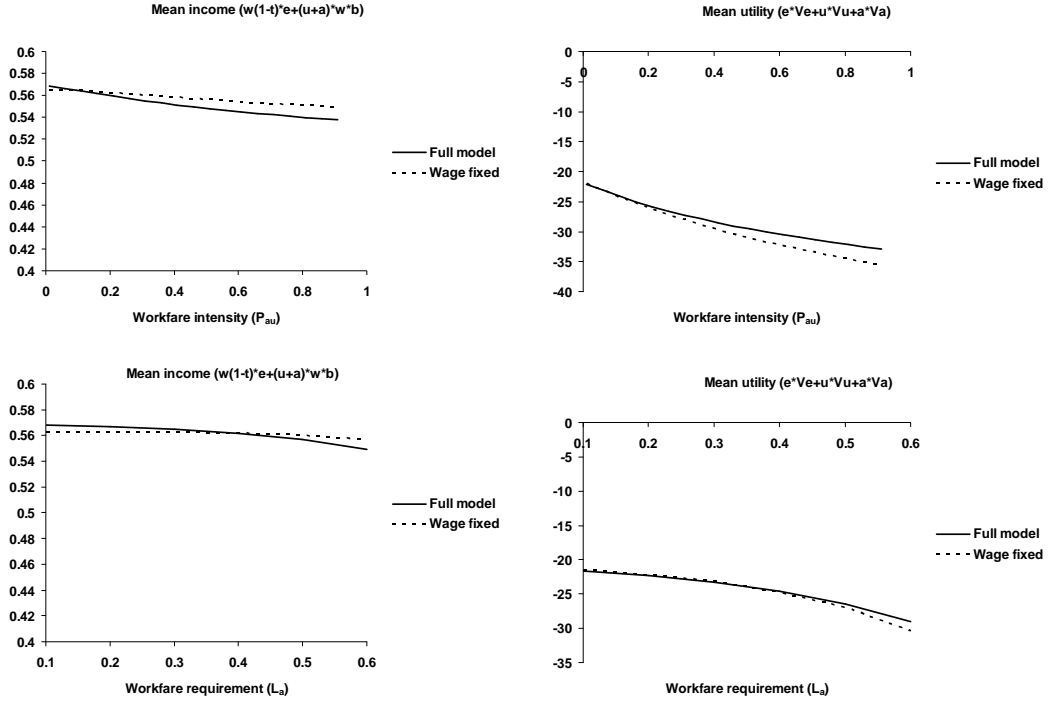 Mean income (w(1-t)*e+(u+a)*w*b)
0.6
0.58
0.56
0.54
0.52
0.5
0.48
0.46
0.44
0.42
0.4
0 0.2 0.4 0.6 0.8 1
Workfare intensity (Pau)
Full model
Wage fixed
Mean utility (e*Ve+u*Vu+a*Va)
0
-5
-10
-15
-20
-25
-30
-35
-40
0 0.2 0.4 0.6 0.8 1
Workfare intensity (Pau)
Full model
Wage fixed
Mean income (w(1-t)*e+(u+a)*w*b)
0.6
0.58
0.56
0.54
0.52
0.5
0.48
0.46
0.44
0.42
0.4
0.1 0.2 0.3 0.4 0.5 0.6
Workfare requirement (La)
Full model
Wage fixed
Mean utility (e*Ve+u*Vu+a*Va)
0
-5
-10
-15
-20
-25
-30
-35
0.1 0.2 0.3 0.4 0.5 0.6
Workfare requirement (La)
Full model
Wage fixed